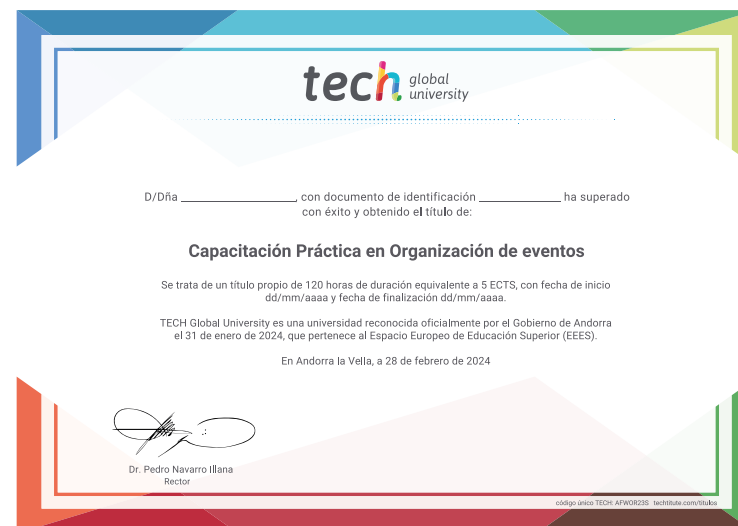 tech global university
D/Dña ______________, con documento de identificación __________ ha superado
con éxito y obtenido el título de:
Capacitación Práctica en Organización de eventos
Se trata de un título propio de 120 horas de duración equivalente a 5 ECTS, con fecha de inicio
dd/mm/aaaa y fecha de finalización dd/mm/aaaa.
TECH Global University es una universidad reconocida oficialmente por el Gobierno de Andorra
el 31 de enero de 2024, que pertenece al Espacio Europeo de Educación Superior (EEES).
En Andorra la Vella, a 28 de febrero de 2024
Dr. Pedro Navarro Illana
Rector
código único TECH: AFWOR23S techtitute.com/titulos